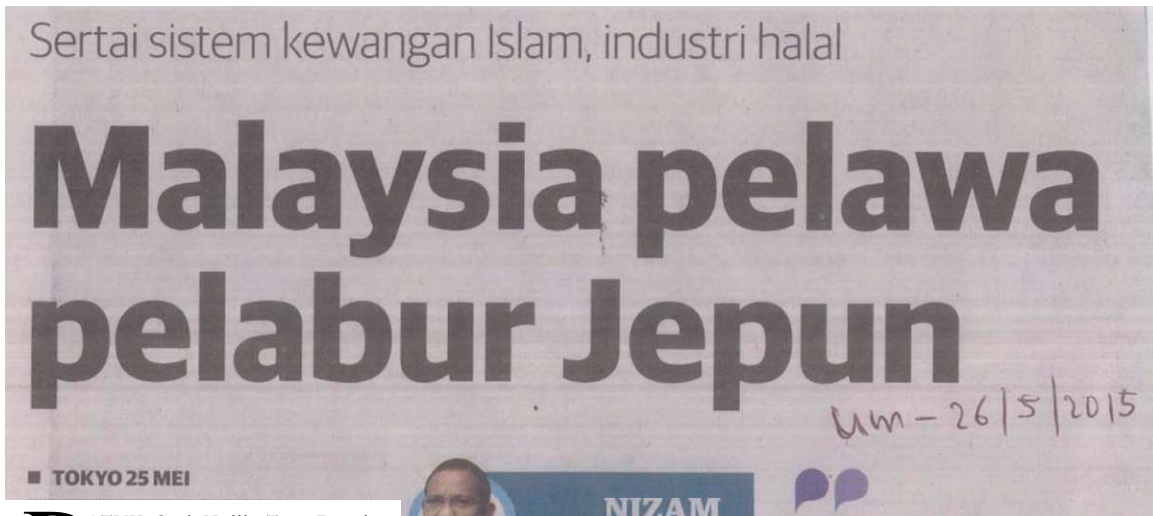 Sertai sistem kewangan Islam, industri halal
Malaysia pelawa
pelabur Jepun
um - 26/5/2015
■ TOKYO 25 MEI
NIZAM